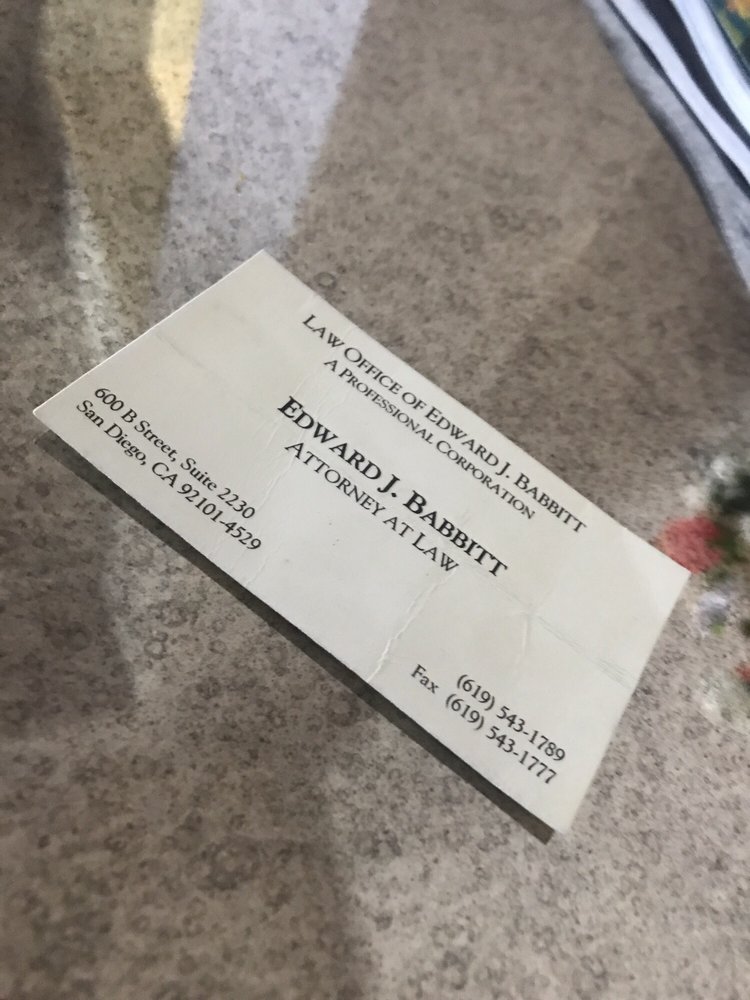 LAW OFFICE OF EDWARD J. BABBITT
A PROFESSIONAL CORPORATION
EDWARD J. BABBITT
ATTORNEY AT LAW
600 B Street, Suite 2230
San Diego, CA 92101-4529
(619) 543-1789
Fax (619) 543-1777